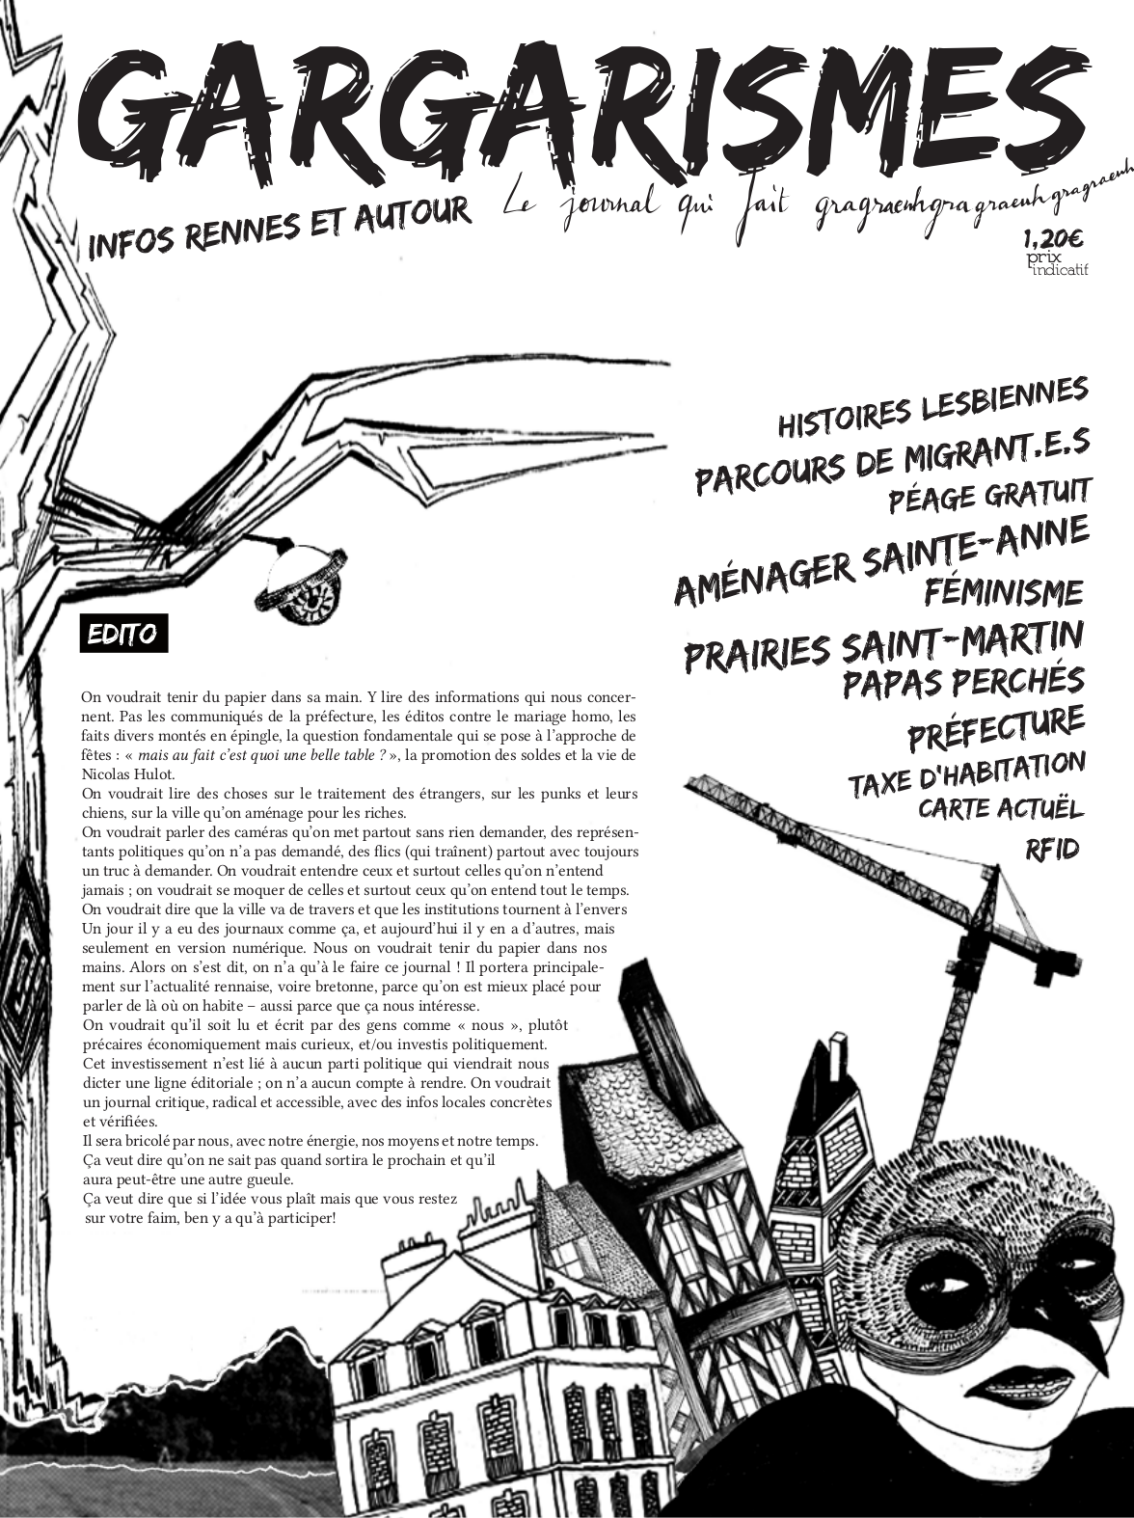 GARGARISMES
Le journal qui fait gragraenhgragraenhgragraenh
INFOS RENNES ET AUTOUR
1,20€
prix
indicatif
HISTOIRES LESBIENNES
PARCOURS DE MIGRANT.E.S
PÉAGE GRATUIT
AMÉNAGER SAINTE-ANNE
FÉMINISME
PRAIRIES SAINT-MARTIN
PAPAS PERCHÉS
PRÉFECTURE
TAXE D'HABITATION
CARTE ACTUËL
RFID
EDITO
On voudrait tenir du papier dans sa main. Y lire des informations qui nous concer-
nent. Pas les communiqués de la préfecture, les éditos contre le mariage homo, les
faits divers montés en épingle, la question fondamentale qui se pose à l'approche de
fêtes : « mais au fait c'est quoi une belle table ? », la promotion des soldes et la vie de
Nicolas Hulot.
On voudrait lire des choses sur le traitement des étrangers, sur les punks et leurs
chiens, sur la ville qu'on aménage pour les riches.
On voudrait parler des caméras qu'on met partout sans rien demander, des représen-
tants politiques qu'on n'a pas demandé, des flics (qui traînent) partout avec toujours
un truc à demander. On voudrait entendre ceux et surtout celles qu'on n'entend
jamais ; on voudrait se moquer de celles et surtout ceux qu'on entend tout le temps.
On voudrait dire que la ville va de travers et que les institutions tournent à l'envers
Un jour il y a eu des journaux comme ça, et aujourd'hui il y en a d'autres, mais
seulement en version numérique. Nous on voudrait tenir du papier dans nos
mains. Alors on s'est dit, on n'a qu'à le faire ce journal ! Il portera principale-
ment sur l'actualité rennaise, voire bretonne, parce qu'on est mieux placé pour
parler de là où on habite – aussi parce que ça nous intéresse.
On voudrait qu'il soit lu et écrit par des gens comme « nous », plutôt
précaires économiquement mais curieux, et/ou investis politiquement.
Cet investissement n'est lié à aucun parti politique qui viendrait nous
dicter une ligne éditoriale ; on n'a aucun compte à rendre. On voudrait
un journal critique, radical et accessible, avec des infos locales concrètes
et vérifiées.
Il sera bricolé par nous, avec notre énergie, nos moyens et notre temps.
Ça veut dire qu'on ne sait pas quand sortira le prochain et qu'il
aura peut-être une autre gueule.
Ça veut dire que si l'idée vous plaît mais que vous restez
sur votre faim, ben y a qu'à participer!